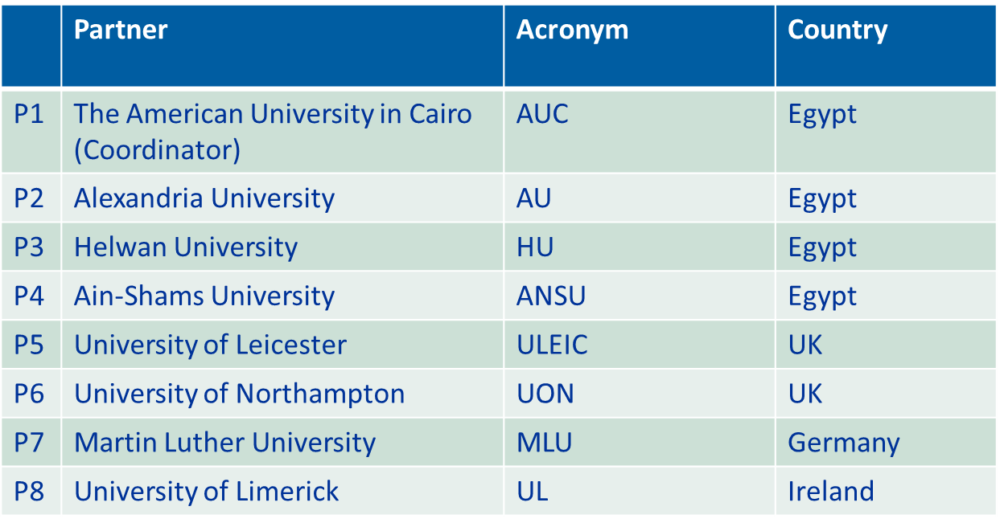 Partner Acronym Country
P1 The American University in Cairo AUC Egypt
(Coordinator)
P2 Alexandria University AU Egypt
P3 Helwan University HU Egypt
P4 Ain-Shams University ANSU Egypt
P5 University of Leicester ULEIC UK
P6 University of Northampton UON UK
P7 Martin Luther University MLU Germany
P8 University of Limerick UL Ireland